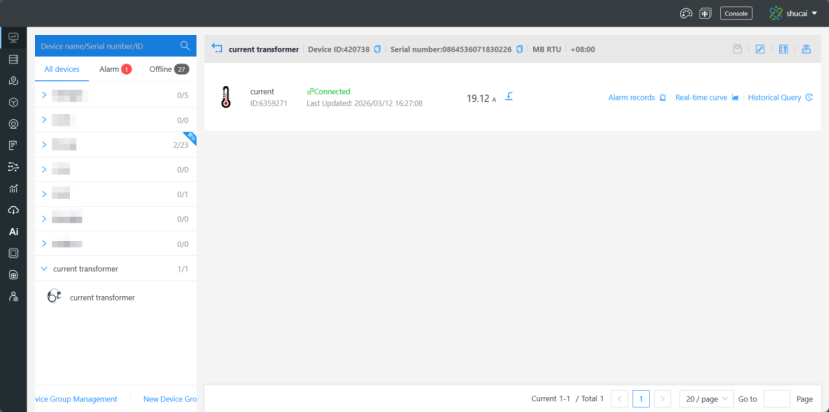 Console
shucai
Device name/Serial number/ID
All devices
Alarm 1
Offline 27
0/5
0/0
2/23
0/0
0/1
0/0
0/0
current transformer 1/1
current transformer
vice Group Management
New Device Gro
Ai
current transformer Device ID:420738 Serial number:0864536071830226 MB RTU +08:00
current
ID:6359271
Connected
Last Updated: 2026/03/12 16:27:08
19.12 A
Alarm records Real-time curve Historical Query
Current 1-1 / Total 1 < 1 > 20 / page Go to Page